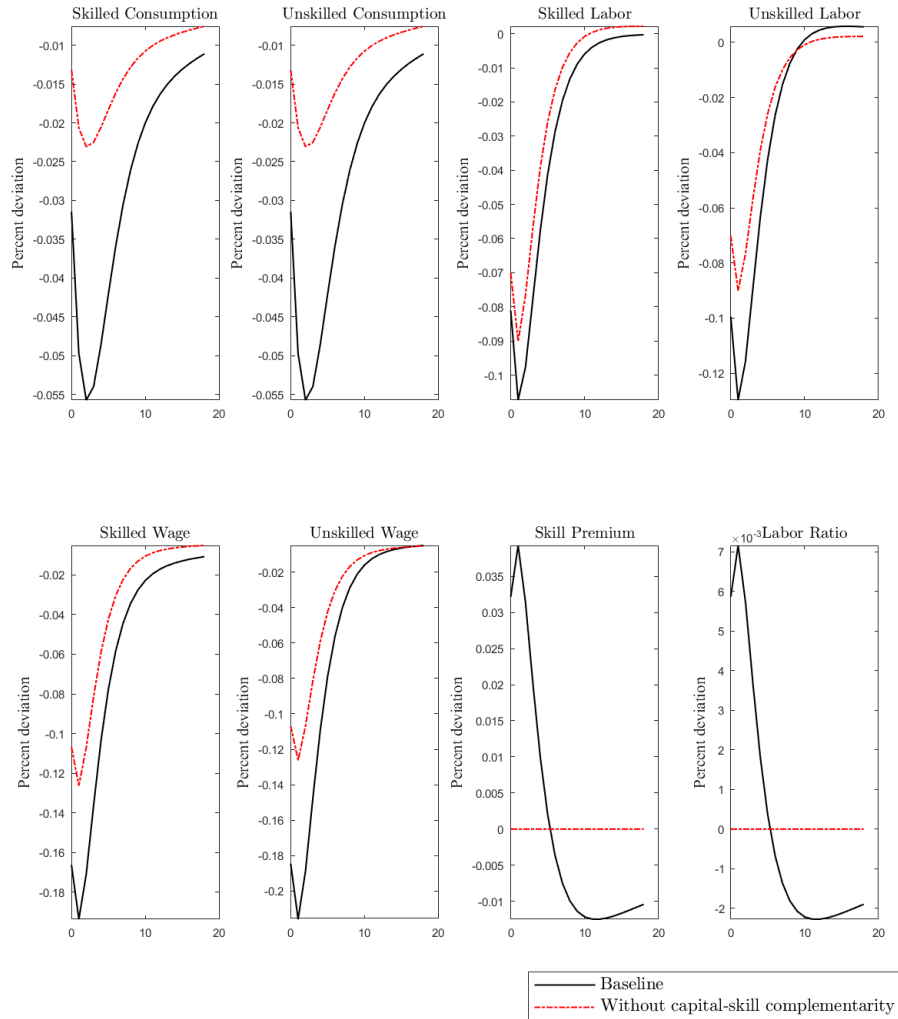 Skilled Consumption
Percent deviation
-0.01
-0.015
-0.02
-0.025
-0.03
-0.035
-0.04
-0.045
-0.05
-0.055
0 10 20
Unskilled Consumption
Percent deviation
-0.01
-0.015
-0.02
-0.025
-0.03
-0.035
-0.04
-0.045
-0.05
-0.055
0 10 20
Skilled Labor
Percent deviation
0
-0.01
-0.02
-0.03
-0.04
-0.05
-0.06
-0.07
-0.08
-0.09
-0.1
0 10 20
Unskilled Labor
Percent deviation
0
-0.02
-0.04
-0.06
-0.08
-0.1
-0.12
0 10 20
Skilled Wage
Percent deviation
-0.02
-0.04
-0.06
-0.08
-0.1
-0.12
-0.14
-0.16
-0.18
0 10 20
Unskilled Wage
Percent deviation
-0.02
-0.04
-0.06
-0.08
-0.1
-0.12
-0.14
-0.16
-0.18
-0.2
0 10 20
Skill Premium
Percent deviation
0.035
0.03
0.025
0.02
0.015
0.01
0.005
0
-0.005
-0.01
0 10 20
×10⁻³ Labor Ratio
Percent deviation
7
6
5
4
3
2
1
0
-1
-2
0 10 20
Baseline
Without capital-skill complementarity